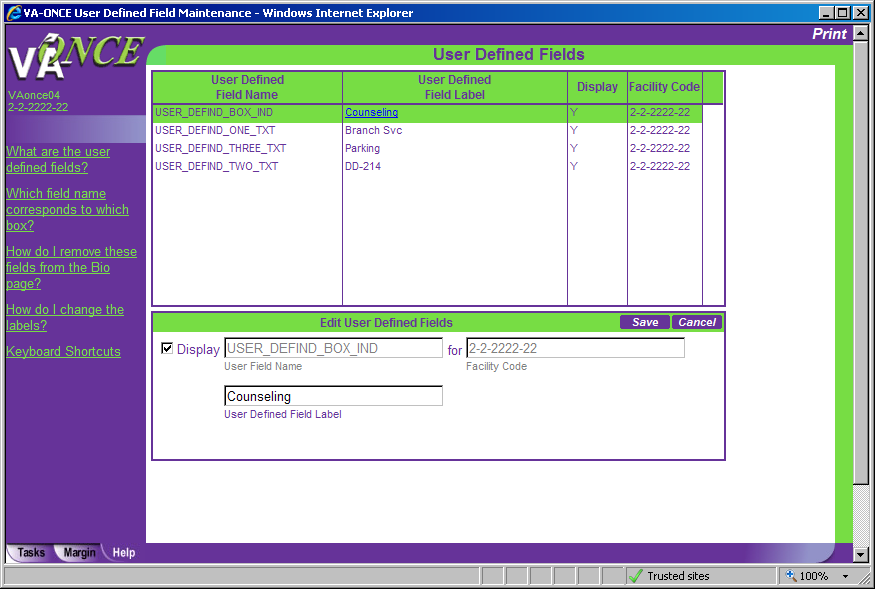 VA-ONCE User Defined Field Maintenance - Windows Internet Explorer
Print
VA ONCE
User Defined Fields
VAonce04
2-2-2222-22
What are the user
defined fields?
Which field name
corresponds to which
box?
How do I remove these
fields from the Bio
page?
How do I change the
labels?
Keyboard Shortcuts
User Defined
Field Name
User Defined
Field Label
Display
Facility Code
USER_DEFIND_BOX_IND Counseling Y 2-2-2222-22
USER_DEFIND_ONE_TXT Branch Svc Y 2-2-2222-22
USER_DEFIND_THREE_TXT Parking Y 2-2-2222-22
USER_DEFIND_TWO_TXT DD-214 Y 2-2-2222-22
Edit User Defined Fields Save Cancel
Display USER_DEFIND_BOX_IND for 2-2-2222-22
User Field Name Facility Code
Counseling
User Defined Field Label
Tasks Margin Help
Trusted sites 100%